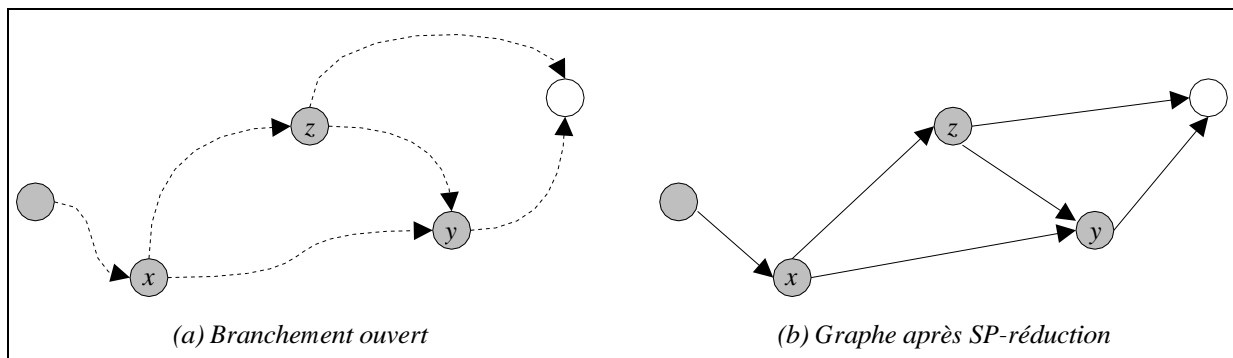 z
z
y
y
x
x
(a) Branchement ouvert
(b) Graphe après SP-réduction